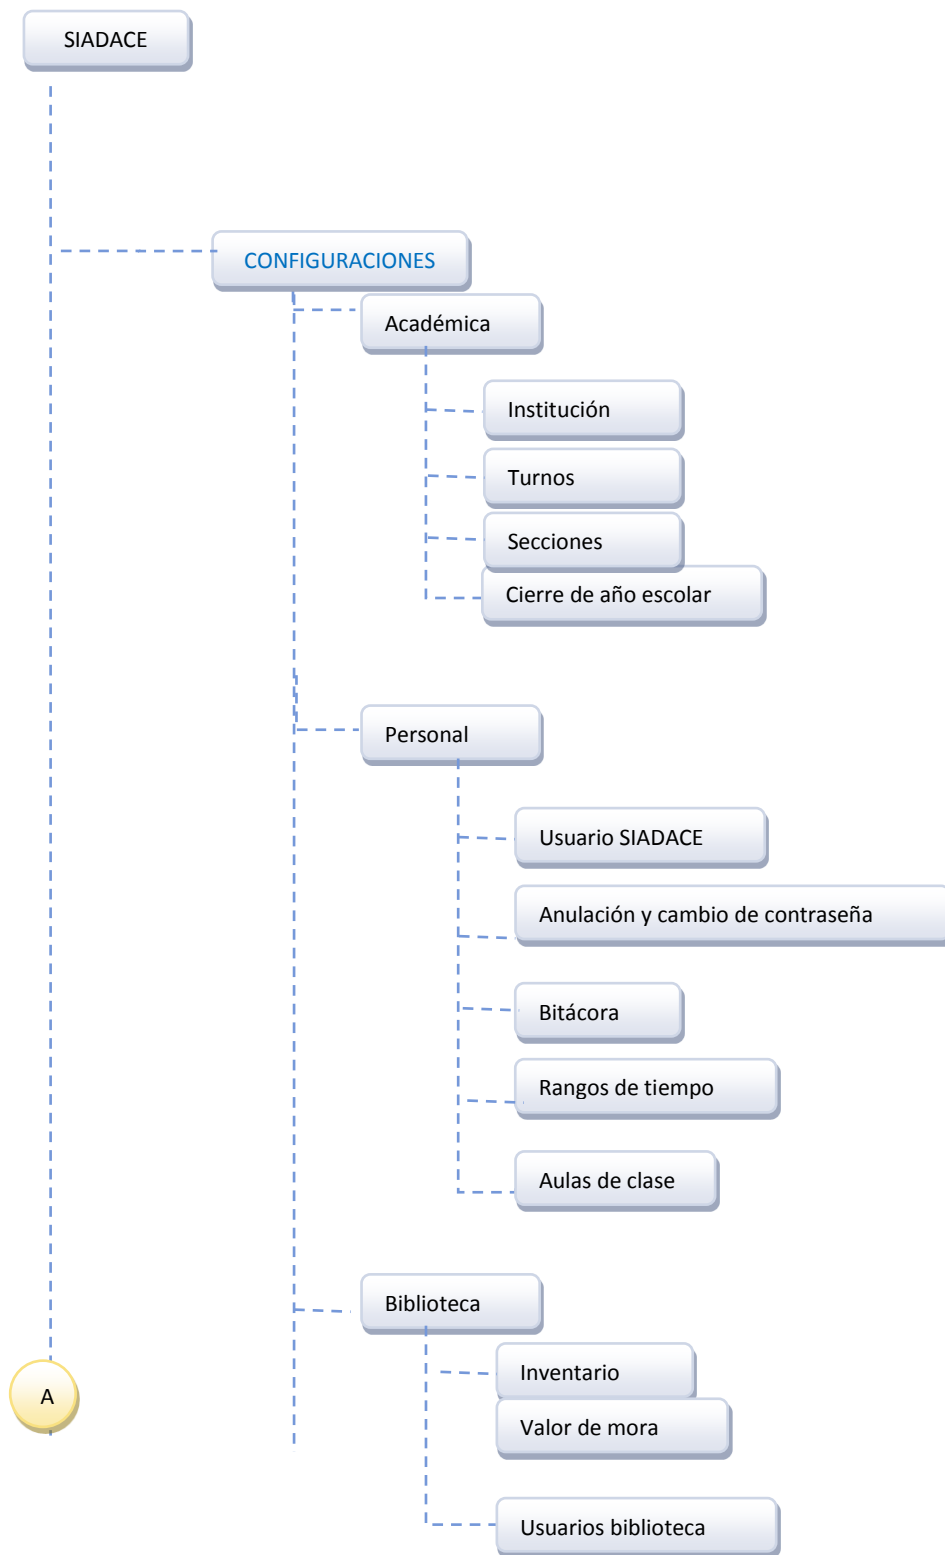 SIADACE
CONFIGURACIONES
Académica
Institución
Turnos
Secciones
Cierre de año escolar
Personal
Usuario SIADACE
Anulación y cambio de contraseña
Bitácora
Rangos de tiempo
Aulas de clase
Biblioteca
Inventario
A
Valor de mora
Usuarios biblioteca